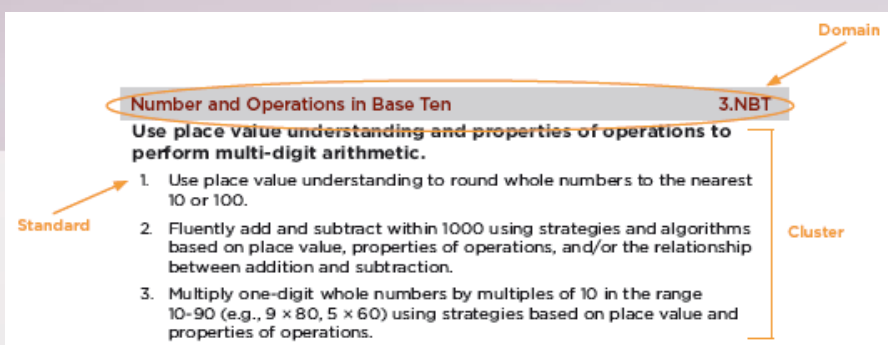 Domain
Number and Operations in Base Ten 3.NBT
Use place value understanding and properties of operations to
perform multi-digit arithmetic.
1. Use place value understanding to round whole numbers to the nearest
10 or 100.
Standard
2. Fluently add and subtract within 1000 using strategies and algorithms
based on place value, properties of operations, and/or the relationship
between addition and subtraction.
Cluster
3. Multiply one-digit whole numbers by multiples of 10 in the range
10-90 (e.g., 9 × 80, 5 × 60) using strategies based on place value and
properties of operations.